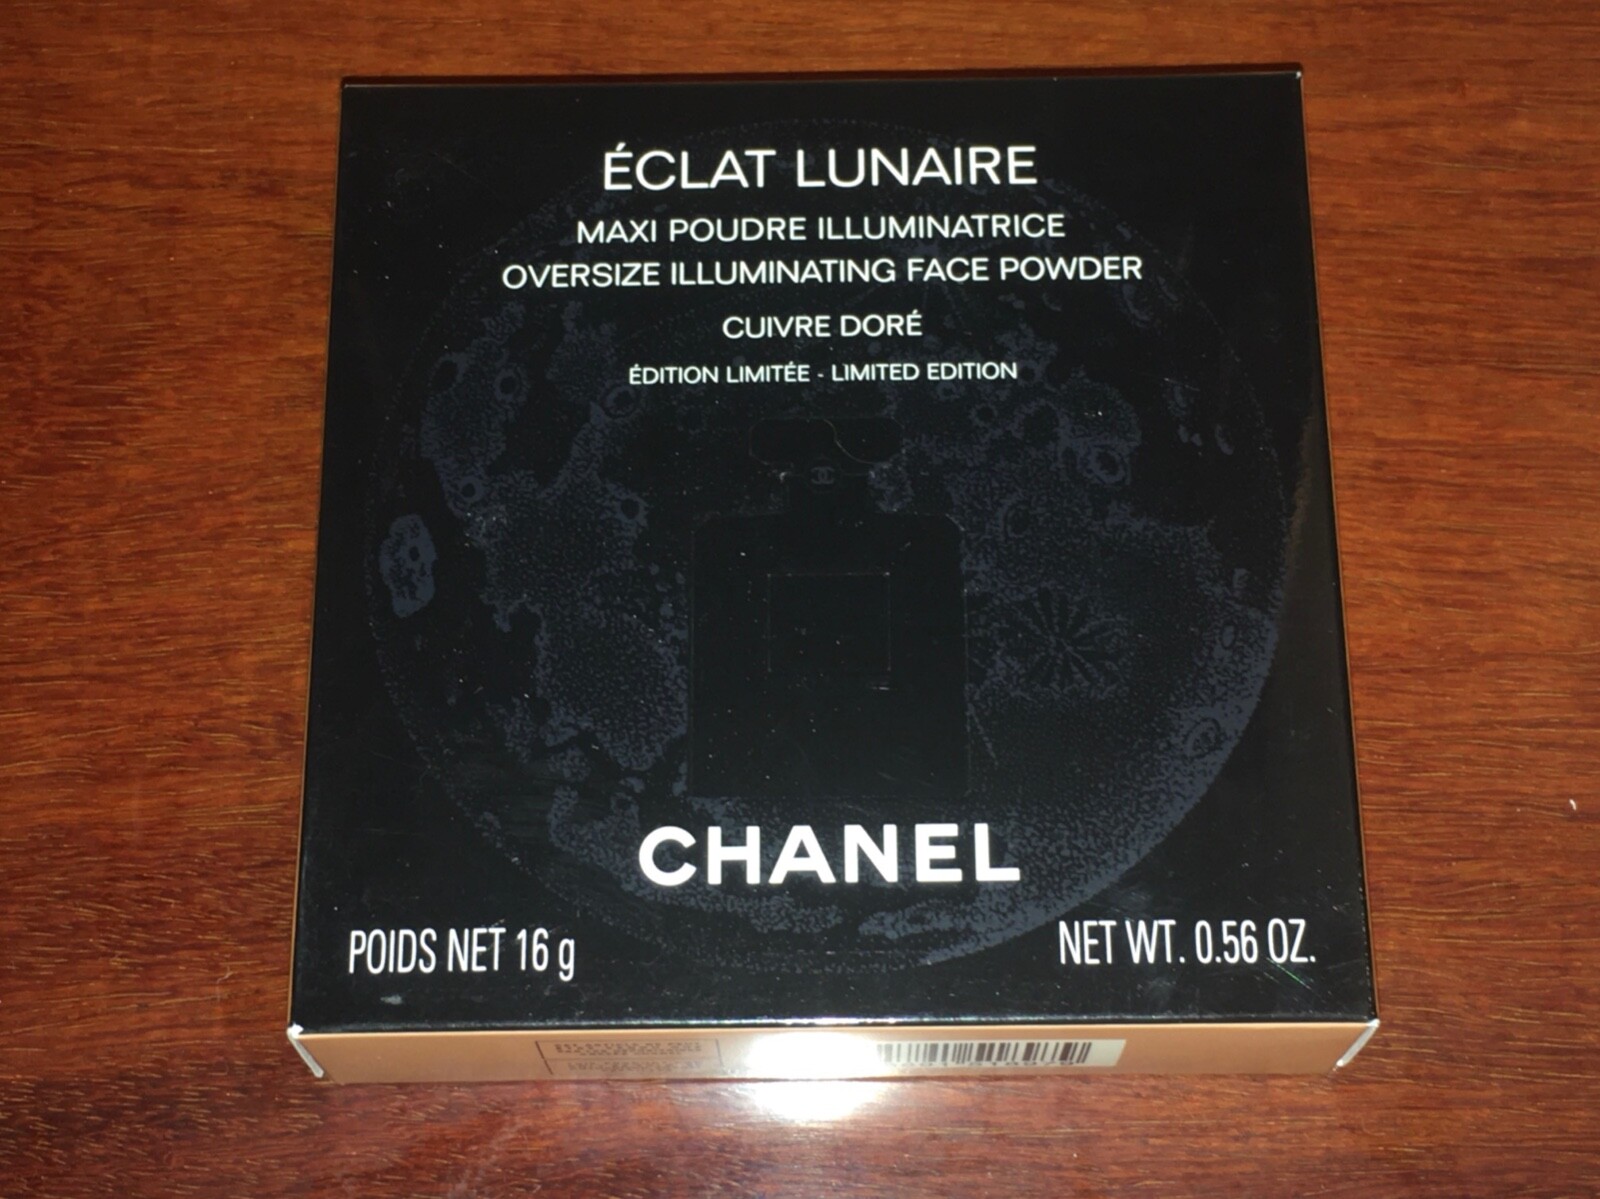 ÉCLAT LUNAIRE
MAXI POUDRE ILLUMINATRICE
OVERSIZE ILLUMINATING FACE POWDER
CUIVRE DORÉ
ÉDITION LIMITÉE - LIMITED EDITION
CHANEL
POIDS NET 16 g
NET WT. 0.56 OZ.